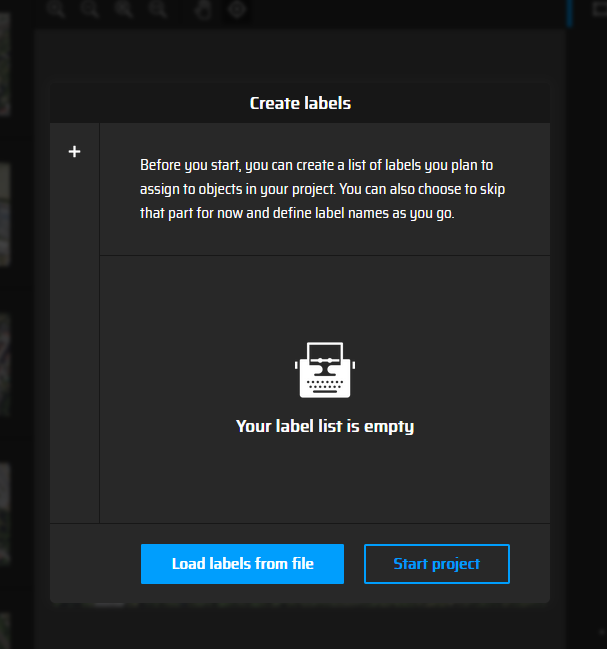 Create labels
+
Before you start, you can create a list of labels you plan to
assign to objects in your project. You can also choose to skip
that part for now and define label names as you go.
Your label list is empty
Load labels from file
Start project